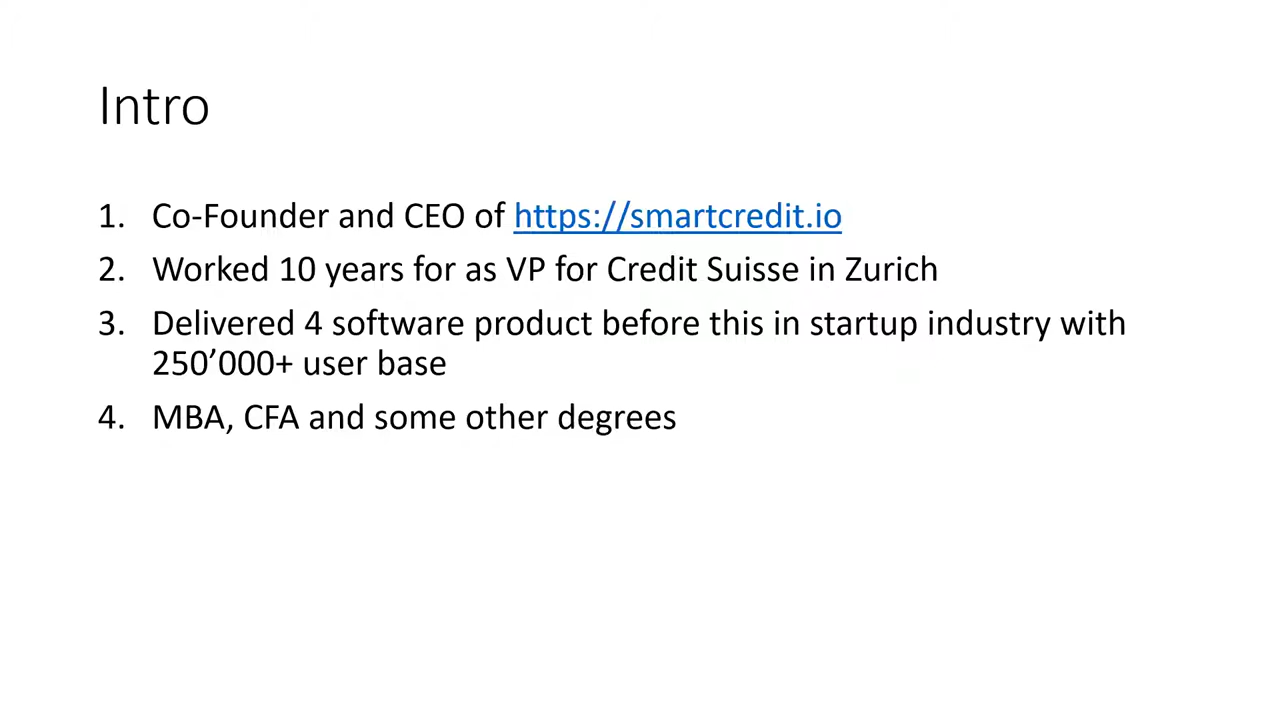 Intro
1. Co-Founder and CEO of https://smartcredit.io
2. Worked 10 years for as VP for Credit Suisse in Zurich
3. Delivered 4 software product before this in startup industry with
250’000+ user base
4. MBA, CFA and some other degrees